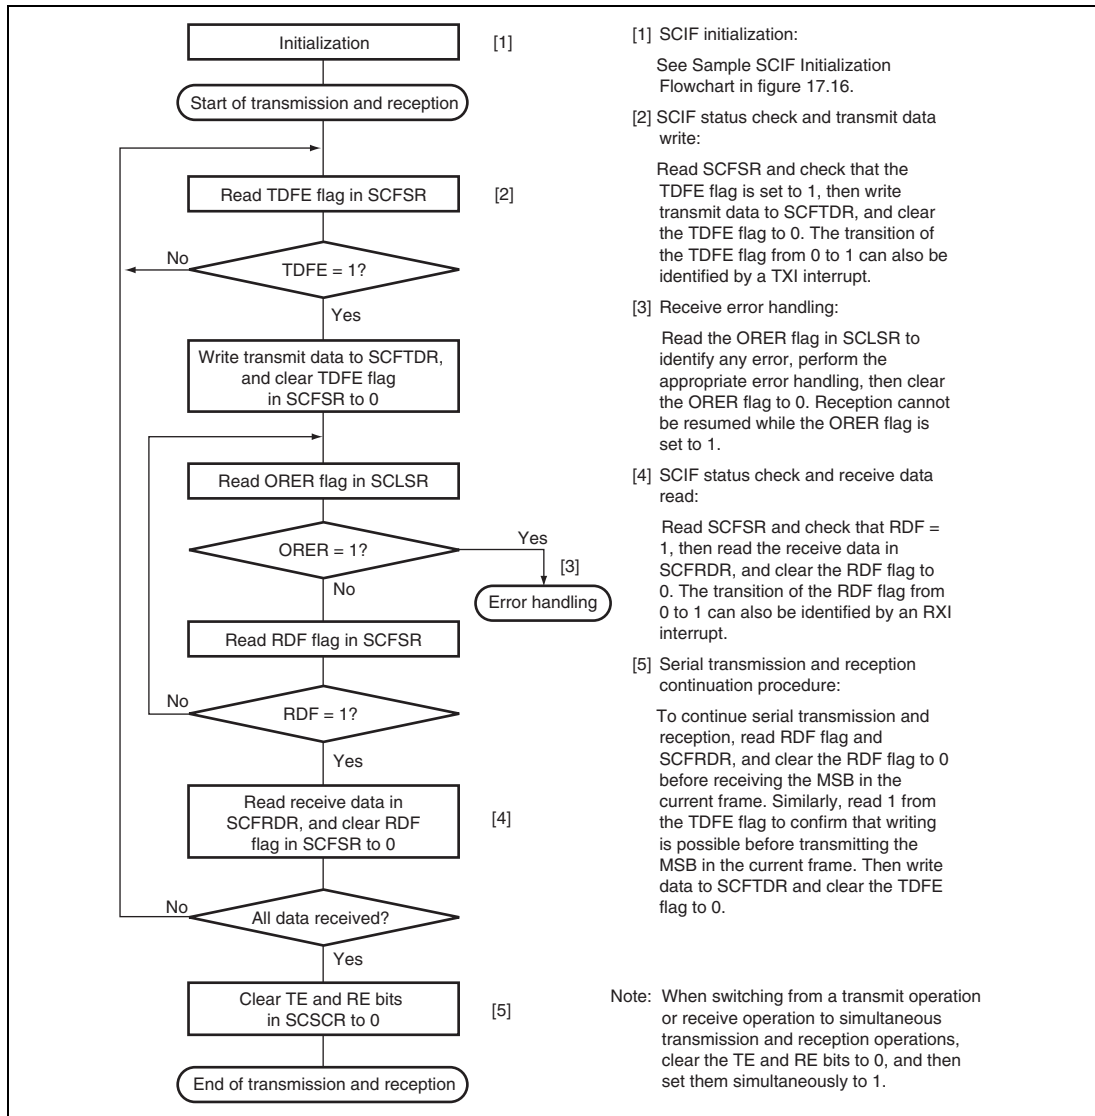 Initialization
[1]
Start of transmission and reception
Read TDFE flag in SCFSR
[2]
No
TDFE = 1?
Yes
Write transmit data to SCFTDR,
and clear TDFE flag
in SCFSR to 0
Read ORER flag in SCLSR
ORER = 1?
Yes
[3]
Error handling
No
Read RDF flag in SCFSR
No
RDF = 1?
Yes
Read receive data in
SCFRDR, and clear RDF
flag in SCFSR to 0
[4]
No
All data received?
Yes
Clear TE and RE bits
in SCSCR to 0
[5]
End of transmission and reception
[1] SCIF initialization:
See Sample SCIF Initialization
Flowchart in figure 17.16.
[2] SCIF status check and transmit data
write:
Read SCFSR and check that the
TDFE flag is set to 1, then write
transmit data to SCFTDR, and clear
the TDFE flag to 0. The transition of
the TDFE flag from 0 to 1 can also be
identified by a TXI interrupt.
[3] Receive error handling:
Read the ORER flag in SCLSR to
identify any error, perform the
appropriate error handling, then clear
the ORER flag to 0. Reception cannot
be resumed while the ORER flag is
set to 1.
[4] SCIF status check and receive data
read:
Read SCFSR and check that RDF =
1, then read the receive data in
SCFRDR, and clear the RDF flag to
0. The transition of the RDF flag from
0 to 1 can also be identified by an RXI
interrupt.
[5] Serial transmission and reception
continuation procedure:
To continue serial transmission and
reception, read RDF flag and
SCFRDR, and clear the RDF flag to 0
before receiving the MSB in the
current frame. Similarly, read 1 from
the TDFE flag to confirm that writing
is possible before transmitting the
MSB in the current frame. Then write
data to SCFTDR and clear the TDFE
flag to 0.
Note: When switching from a transmit operation
or receive operation to simultaneous
transmission and reception operations,
clear the TE and RE bits to 0, and then
set them simultaneously to 1.